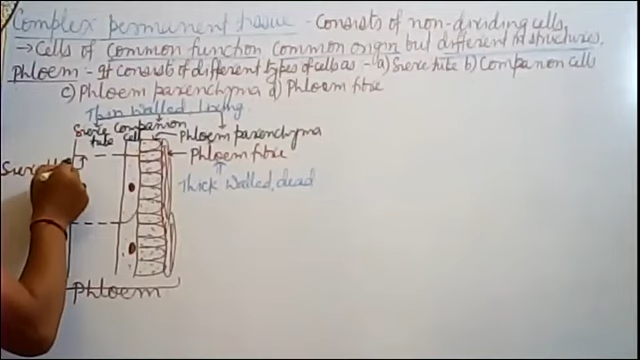 Complex permanent tissue - Consists of non-dividing cells,
→ Cells of common function common origin but different in structures.
Phloem - It consists of different types of cells as - a) Sieve tube b) Companion cells
c) Phloem parenchyma d) Phloem fibre
Thin walled, living
Sieve tube
Companion cell
Phloem parenchyma
Phloem fibre
Thick walled, dead
Phloem